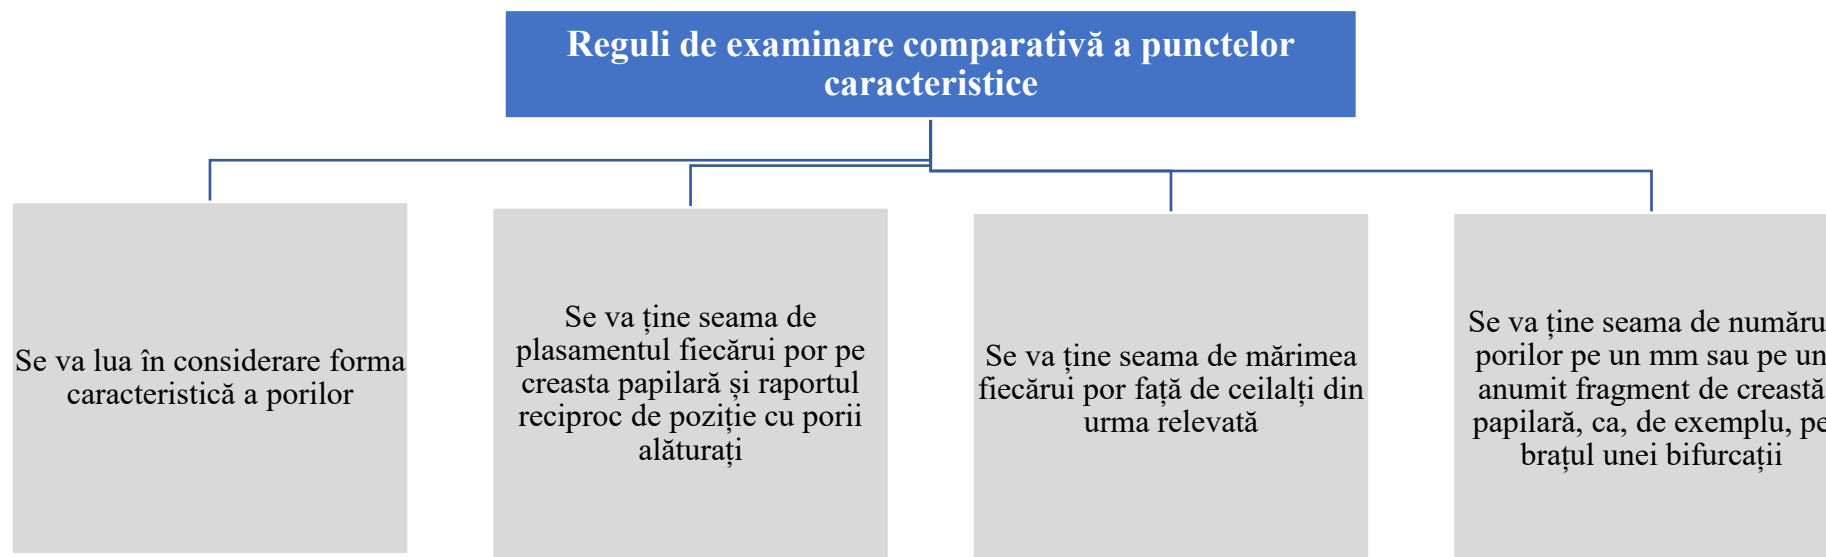 Reguli de examinare comparativă a punctelor
caracteristice
Se va lua în considerare forma
caracteristică a porilor
Se va ține seama de
plasamentul fiecărui por pe
creasta papilară și raportul
reciproc de poziție cu porii
alăturați
Se va ține seama de mărimea
fiecărui por față de ceilalți din
urma relevată
Se va ține seama de număru
porilor pe un mm sau pe un
anumit fragment de creastă
papilară, ca, de exemplu, pe
brațul unei bifurcații